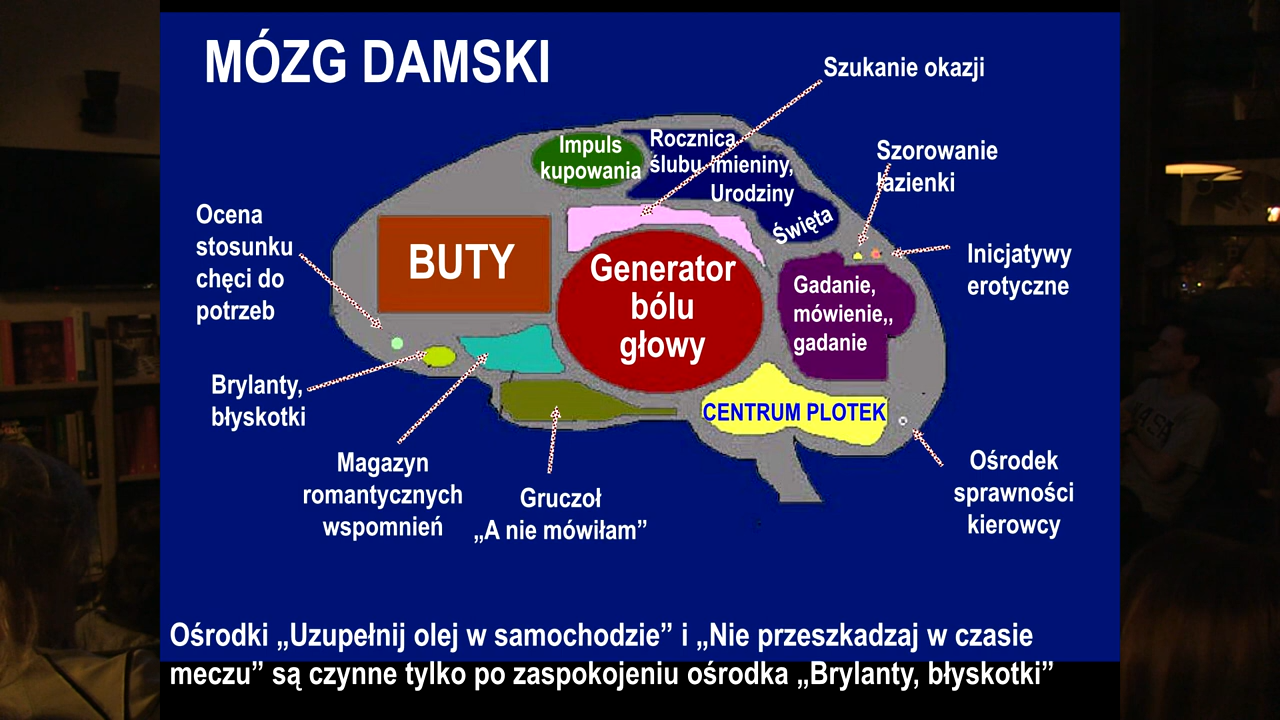 MÓZG DAMSKI
Szukanie okazji
Impuls
kupowania
Rocznica
ślubu, imieniny,
Urodziny
Święta
Szorowanie
łazienki
Ocena
stosunku
chęci do
potrzeb
BUTY
Generator
bólu
głowy
Inicjatywy
erotyczne
Gadanie,
mówienie,,
gadanie
Brylanty,
błyskotki
CENTRUM PLOTEK
Magazyn
romantycznych
wspomnień
Gruczoł
„A nie mówiłam”
Ośrodek
sprawności
kierowcy
Ośrodki „Uzupełnij olej w samochodzie” i „Nie przeszkadzaj w czasie
meczu” są czynne tylko po zaspokojeniu ośrodka „Brylanty, błyskotki”